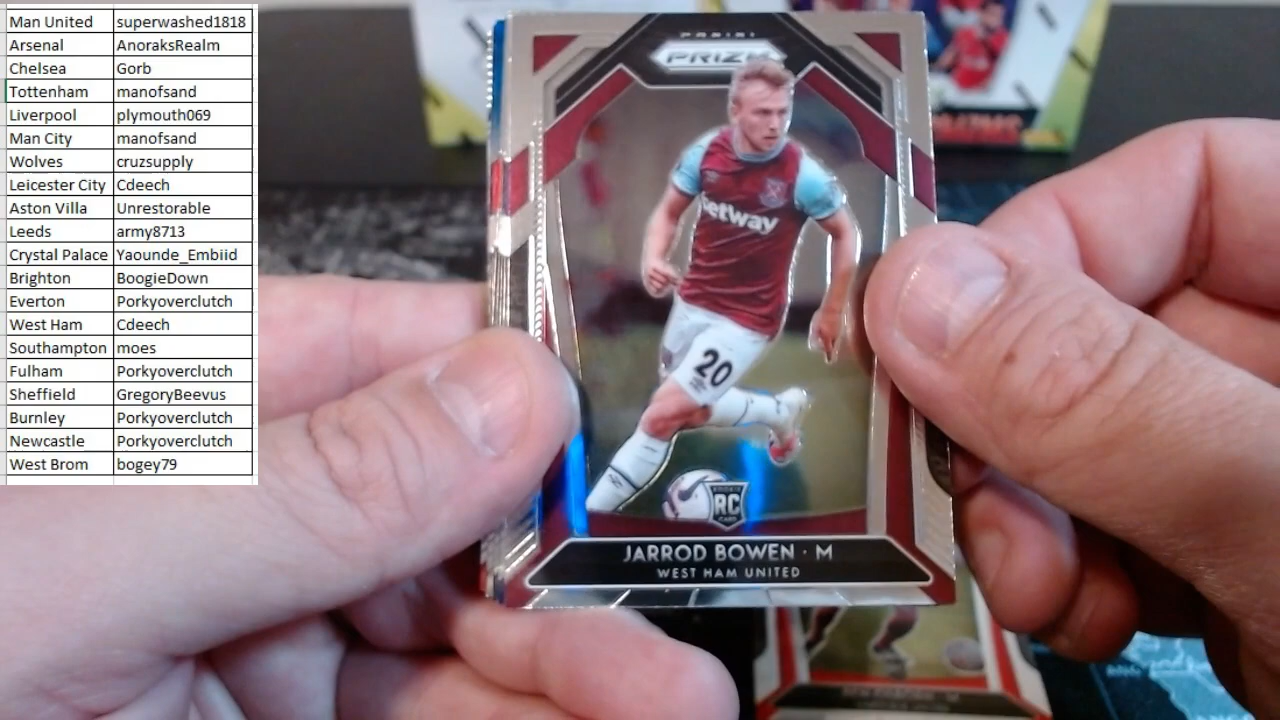 Man United superwashed1818
Arsenal AnoraksRealm
Chelsea Gorb
Tottenham manofsand
Liverpool plymouth069
Man City manofsand
Wolves cruzsupply
Leicester City Cdeech
Aston Villa Unrestorable
Leeds army8713
Crystal Palace Yaounde_Embiid
Brighton BoogieDown
Everton Porkyoverclutch
West Ham Cdeech
Southampton moes
Fulham Porkyoverclutch
Sheffield GregoryBeevus
Burnley Porkyoverclutch
Newcastle Porkyoverclutch
West Brom bogey79
PANINI
PRIZM
betway
20
ROOKIE
RC
CARD
JARROD BOWEN · M
WEST HAM UNITED